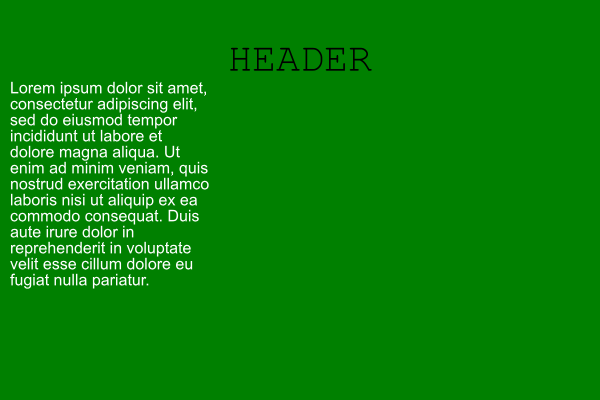 HEADER
Lorem ipsum dolor sit amet,
consectetur adipiscing elit,
sed do eiusmod tempor
incididunt ut labore et
dolore magna aliqua. Ut
enim ad minim veniam, quis
nostrud exercitation ullamco
laboris nisi ut aliquip ex ea
commodo consequat. Duis
aute irure dolor in
reprehenderit in voluptate
velit esse cillum dolore eu
fugiat nulla pariatur.